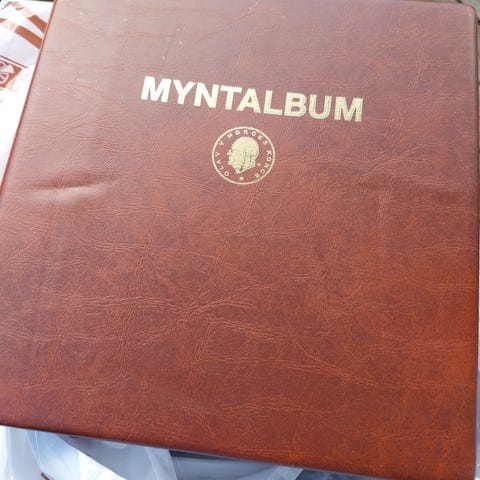 MYNTALBUM
OLAV V NORGES KONGE